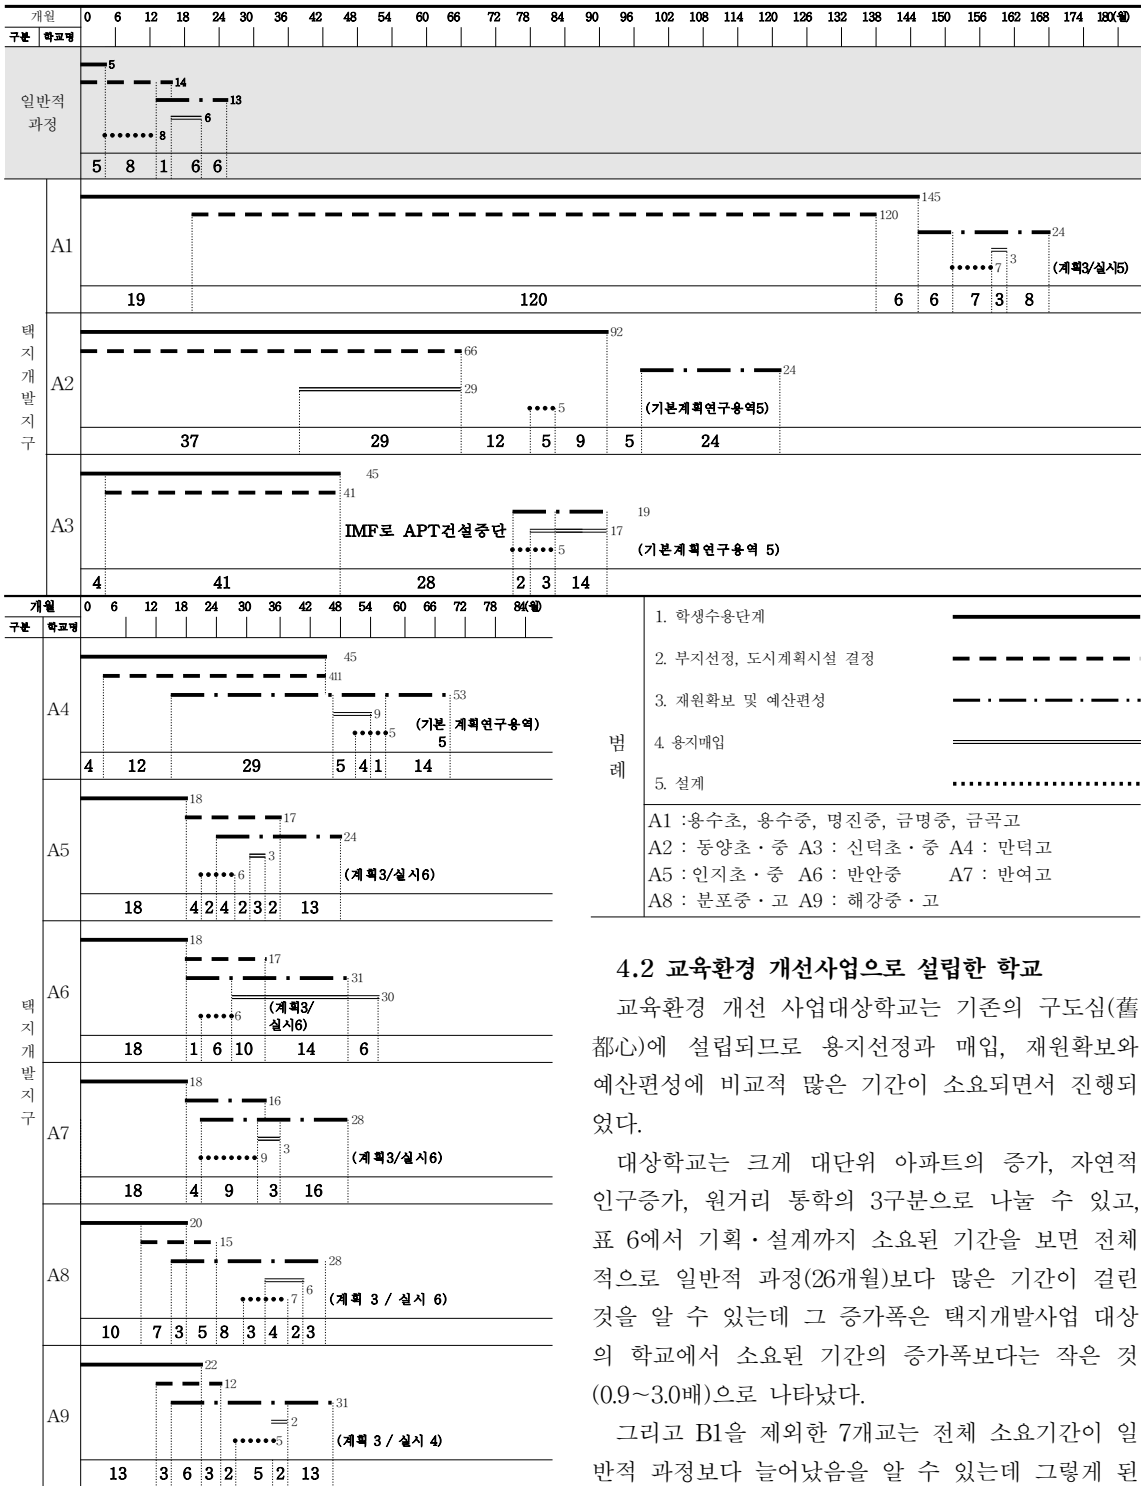 개월 0 6 12 18 24 30 36 42 48 54 60 66 72 78 84 90 96 102 108 114 120 126 132 138 144 150 156 162 168 174 180(월)
구분 학교명
5
14
13
일반적
과정
6
8
5 8 1 6 6
택지개발지구
145
120
A1
24
3
7
(계획3/실시5)
19 120 6 6 7 3 8
92
66
24
A2
29
5
(기본계획연구용역5)
37 29 12 5 9 5 24
45
41
19
A3
IMF로 APT건설중단
17
5
(기본계획연구용역 5)
4 41 28 2 3 14
개월 0 6 12 18 24 30 36 42 48 54 60 66 72 78 84(월)
구분 학교명
택지개발지구
45
411
53
A4
9
(기본 계획연구용역)
5
5
4 12 29 5 4 1 14
18
17
24
A5
3
6
(계획3/실시6)
18 4 2 4 2 3 2 13
18
17
31
A6
30
(계획3/
실시6)
6
18 1 6 10 14 6
18
16
28
A7
3
9
(계획3/실시6)
18 4 9 3 16
20
15
28
A8
6
7
(계획 3 / 실시 6)
10 7 3 5 8 3 4 2 3
22
12
31
A9
2
5
(계획 3 / 실시 4)
13 3 6 3 2 5 2 13
범례
1. 학생수용단계
2. 부지선정, 도시계획시설 결정
3. 재원확보 및 예산편성
4. 용지매입
5. 설계
A1 :용수초, 용수중, 명진중, 금명중, 금곡고
A2 : 동양초・중 A3 : 신덕초・중 A4 : 만덕고
A5 : 인지초・중 A6 : 반안중 A7 : 반여고
A8 : 분포중・고 A9 : 해강중・고
4.2 교육환경 개선사업으로 설립한 학교
교육환경 개선 사업대상학교는 기존의 구도심(舊
都心)에 설립되므로 용지선정과 매입, 재원확보와
예산편성에 비교적 많은 기간이 소요되면서 진행되
었다.
대상학교는 크게 대단위 아파트의 증가, 자연적
인구증가, 원거리 통학의 3구분으로 나눌 수 있고,
표 6에서 기획・설계까지 소요된 기간을 보면 전체
적으로 일반적 과정(26개월)보다 많은 기간이 걸린
것을 알 수 있는데 그 증가폭은 택지개발사업 대상
의 학교에서 소요된 기간의 증가폭보다는 작은 것
(0.9~3.0배)으로 나타났다.
그리고 B1을 제외한 7개교는 전체 소요기간이 일
반적 과정보다 늘어났음을 알 수 있는데 그렇게 된